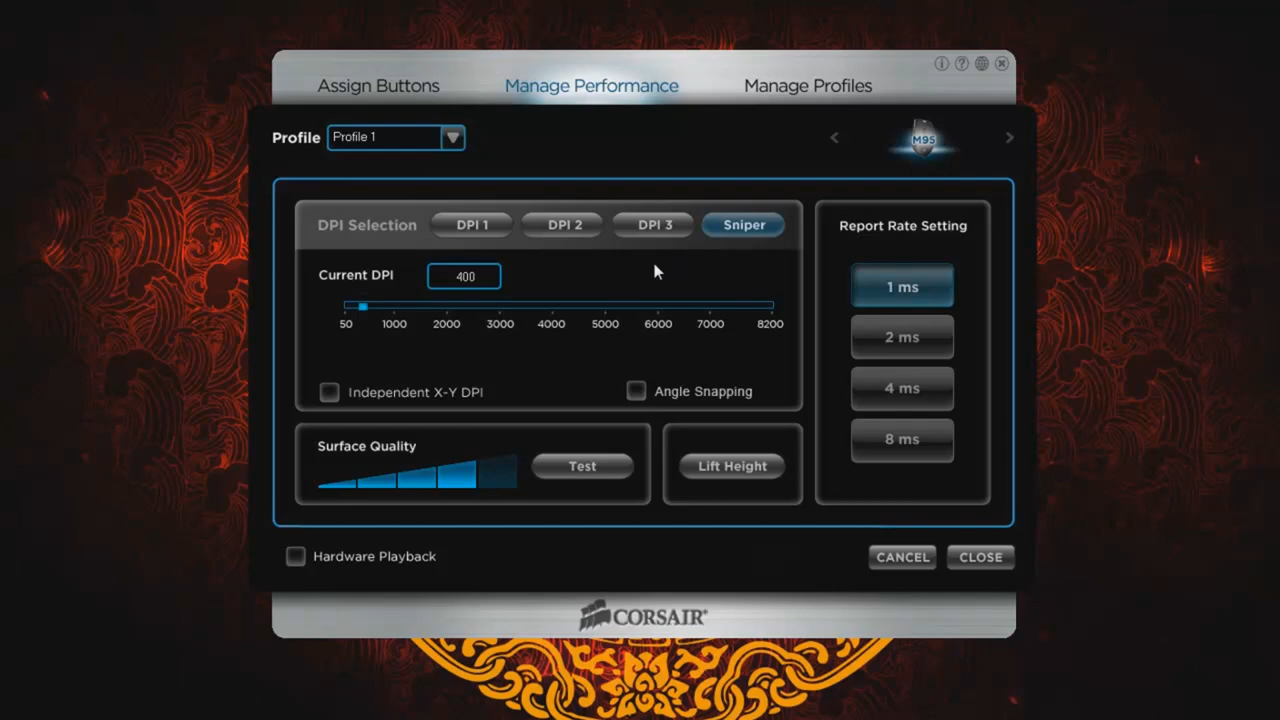 Assign Buttons
Manage Performance
Manage Profiles
Profile
Profile 1
M95
DPI Selection
DPI 1
DPI 2
DPI 3
Sniper
Current DPI
400
50 1000 2000 3000 4000 5000 6000 7000 8200
Independent X-Y DPI
Angle Snapping
Report Rate Setting
1 ms
2 ms
4 ms
8 ms
Surface Quality
Test
Lift Height
Hardware Playback
CANCEL
CLOSE
CORSAIR